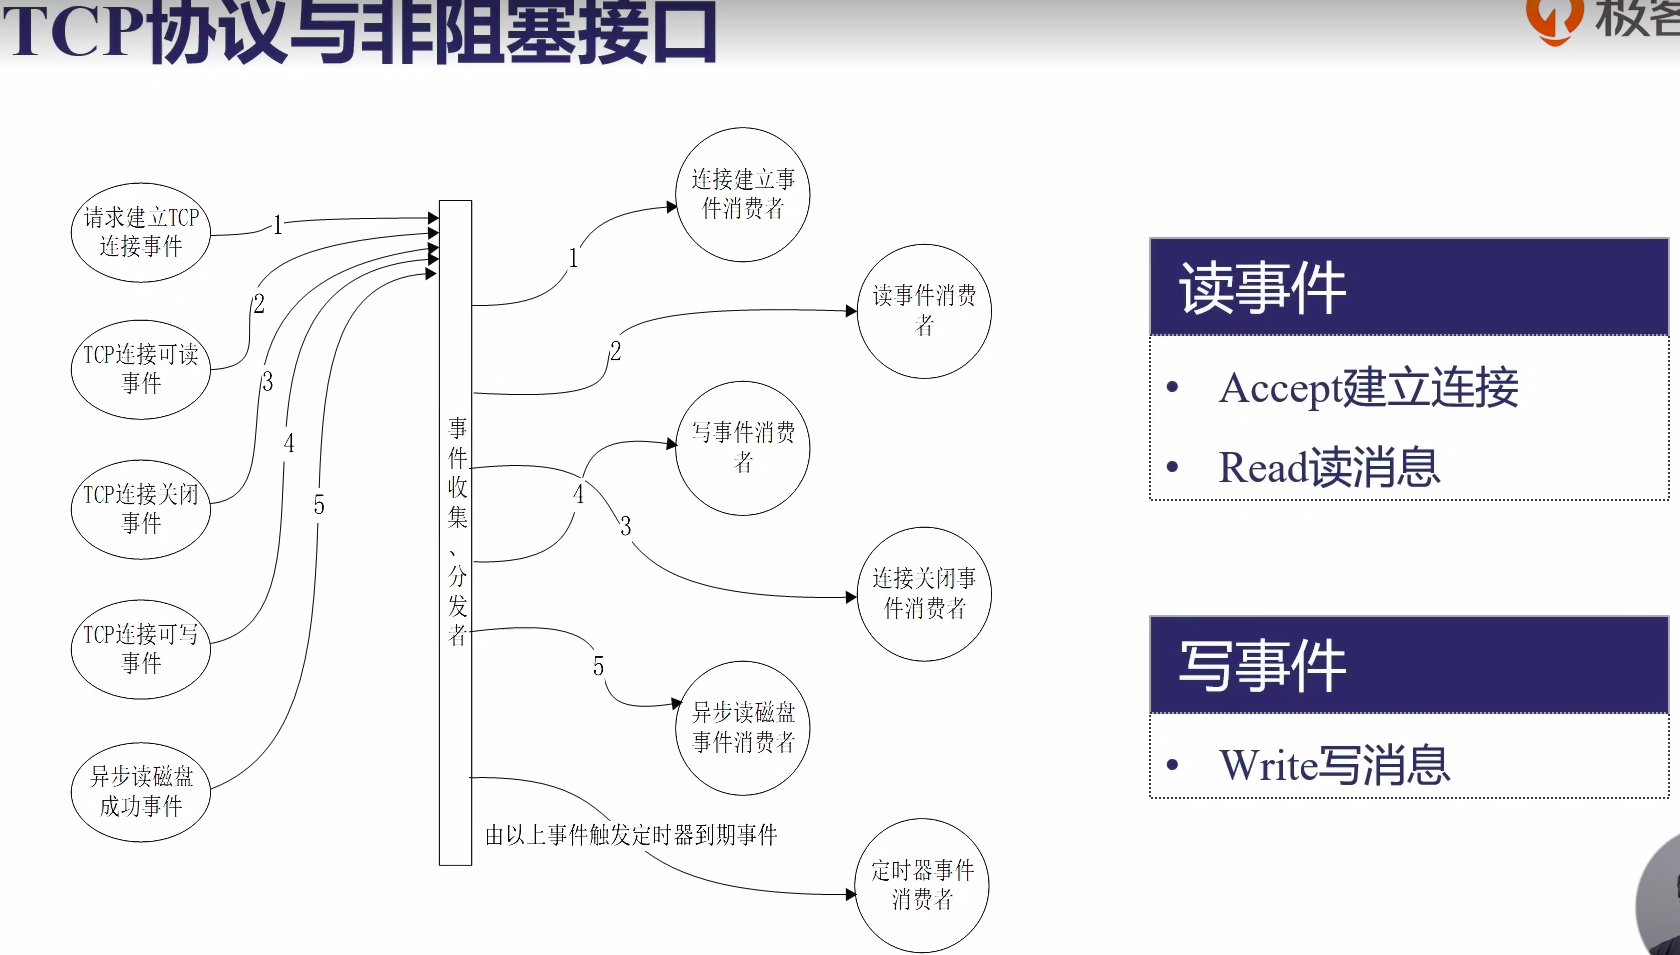 TCP协议与非阻塞接口
极客
请求建立TCP
连接事件
TCP连接可读
事件
TCP连接关闭
事件
TCP连接可写
事件
异步读磁盘
成功事件
1
2
3
4
5
事件收集、分发者
1
2
4
3
5
由以上事件触发定时器到期事件
连接建立事
件消费者
读事件消费
者
写事件消费
者
连接关闭事
件消费者
异步读磁盘
事件消费者
定时器事件
消费者
读事件
• Accept建立连接
• Read读消息
写事件
• Write写消息